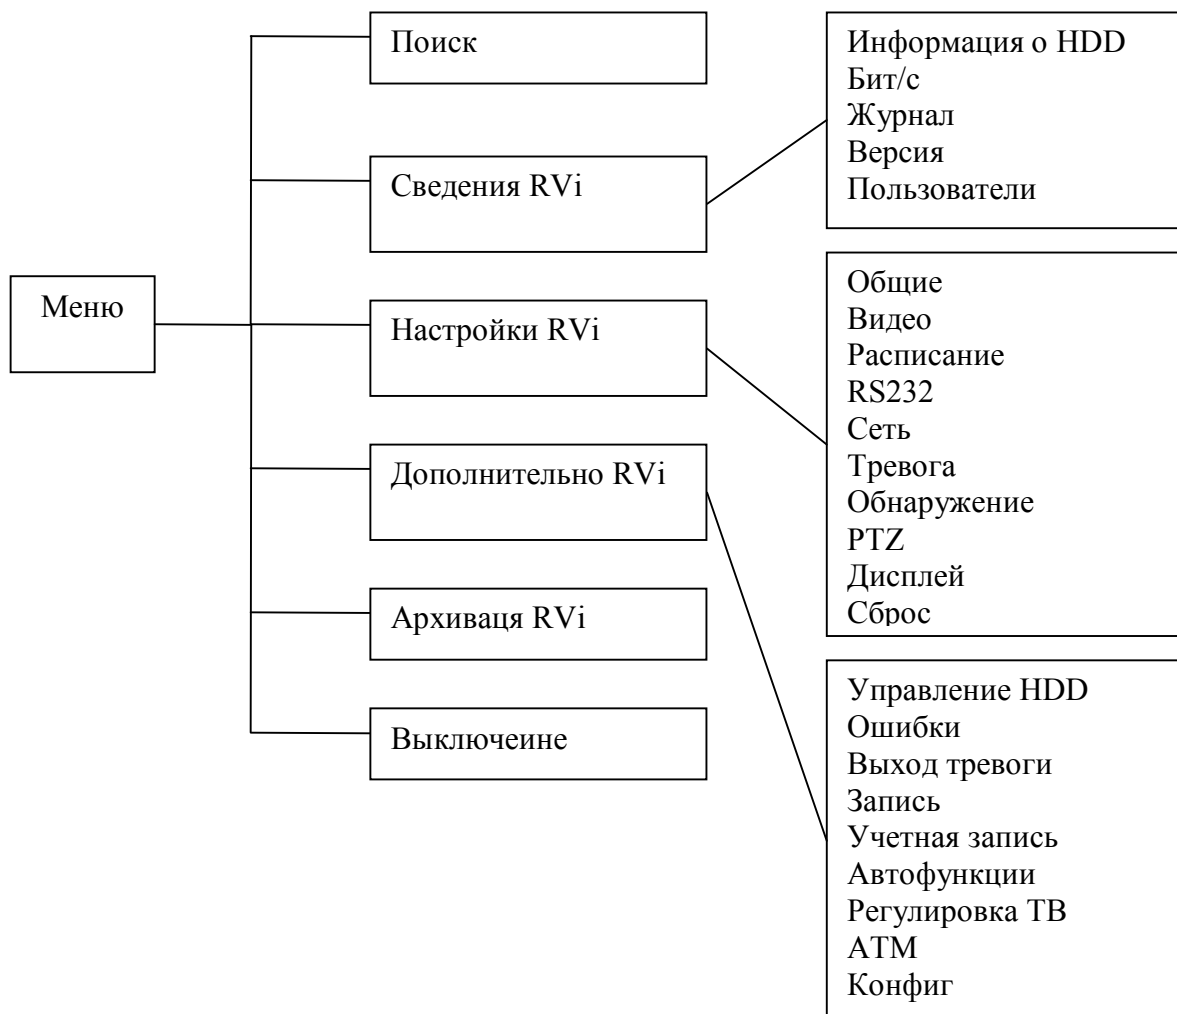 Меню
Поиск
Сведения RVi
Настройки RVi
Дополнительно RVi
Архиваця RVi
Выключеине
Информация о HDD
Бит/с
Журнал
Версия
Пользователи
Общие
Видео
Расписание
RS232
Сеть
Тревога
Обнаружение
PTZ
Дисплей
Сброс
Управление HDD
Ошибки
Выход тревоги
Запись
Учетная запись
Автофункции
Регулировка ТВ
ATM
Конфиг